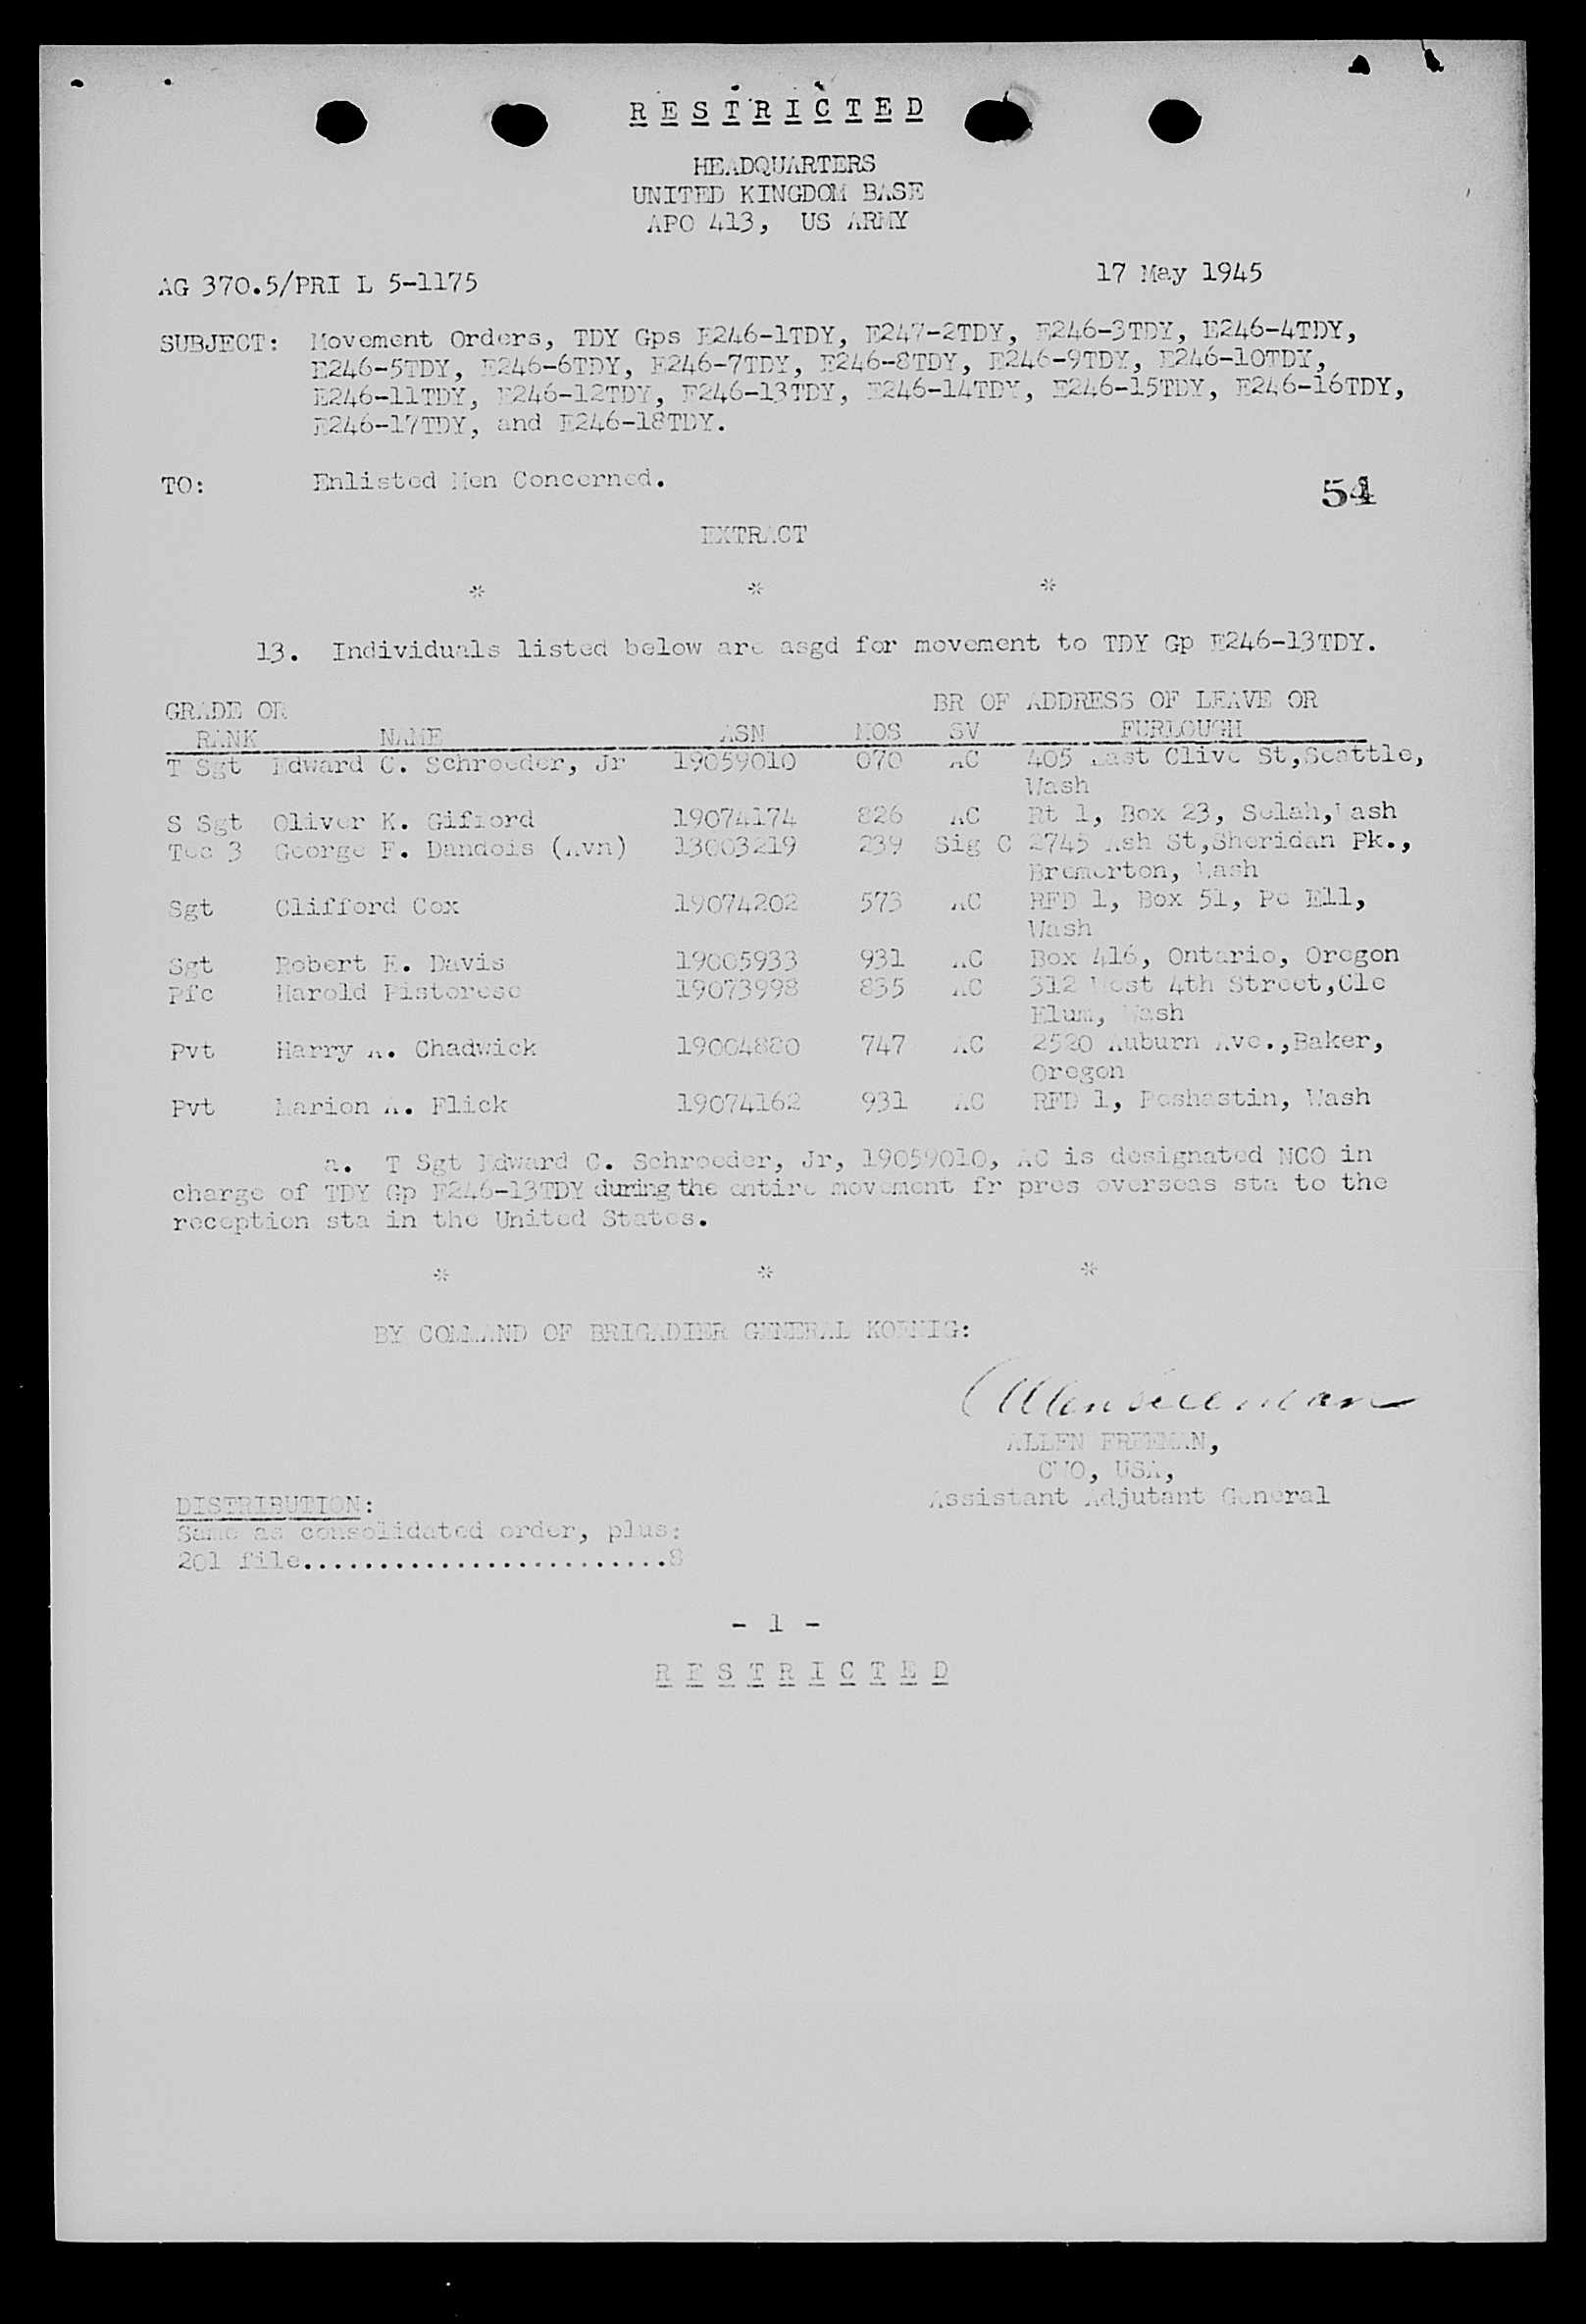 RESTRICTED
HEADQUARTERS
UNITED KINGDOM BASE
APO 413, US ARMY
AG 370.5/PRI L 5-1175
17 May 1945
SUBJECT: Movement Orders, TDY Gps E246-1TDY, E247-2TDY, E246-3TDY, E246-4TDY,
E246-5TDY, E246-6TDY, E246-7TDY, E246-8TDY, E246-9TDY, E246-10TDY,
E246-11TDY, E246-12TDY, E246-13TDY, E246-14TDY, E246-15TDY, E246-16TDY,
E246-17TDY, and E246-18TDY.
TO: Enlisted Men Concerned.
EXTRACT
* * *
13. Individuals listed below are asgd for movement to TDY Gp E246-13TDY.
GRADE OR BR OF ADDRESS OF LEAVE OR
RANK NAME ASN MOS SV FURLOUGH
T Sgt Edward C. Schroeder, Jr 19059010 070 AC 405 East Clive St,Seattle,
Wash
S Sgt Oliver K. Gifford 19074174 826 AC Rt 1, Box 23, Selah,Wash
Tec 3 George F. Dandois (Avn) 13003219 239 Sig C 2745 Ash St,Sheridan Pk.,
Bremerton, Wash
Sgt Clifford Cox 19074202 573 AC RFD 1, Box 51, Pe Ell,
Wash
Sgt Robert E. Davis 19005933 931 AC Box 416, Ontario, Oregon
Pfc Harold Pistorese 19073998 835 AC 312 West 4th Street,Cle
Elum, Wash
Pvt Harry A. Chadwick 19004880 747 AC 2520 Auburn Ave.,Baker,
Oregon
Pvt Marion A. Flick 19074162 931 AC RFD 1, Peshastin, Wash
a. T Sgt Edward C. Schroeder, Jr, 19059010, AC is designated NCO in
charge of TDY Gp E246-13TDY during the entire movement fr pres overseas sta to the
reception sta in the United States.
* * *
BY COMMAND OF BRIGADIER GENERAL KOENIG:
Allen Freeman
ALLEN FREEMAN,
CWO, USA,
Assistant Adjutant General
DISTRIBUTION:
Same as consolidated order, plus:
201 file........................8
- 1 -
RESTRICTED